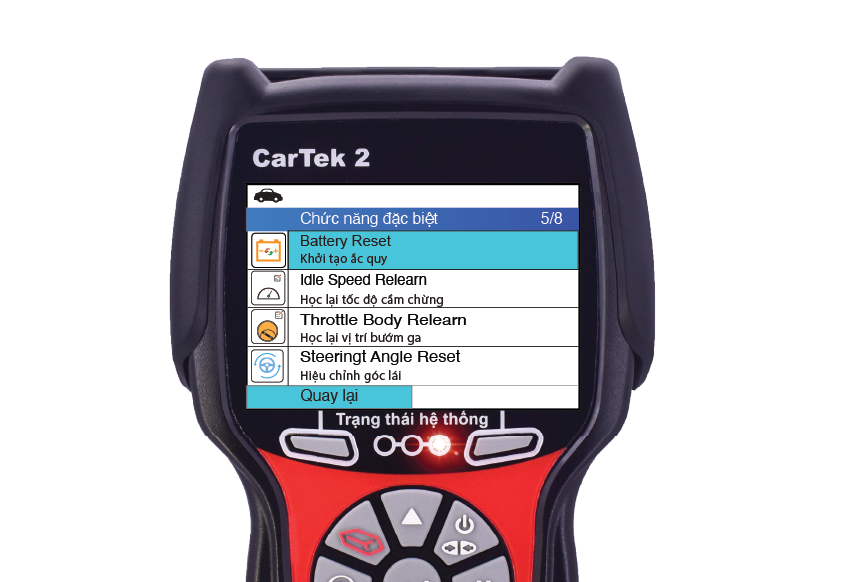 CarTek 2
Chức năng đặc biệt 5/8
Battery Reset
Khởi tạo ắc quy
Idle Speed Relearn
Học lại tốc độ cầm chừng
Throttle Body Relearn
Học lại vị trí bướm ga
Steeringt Angle Reset
Hiệu chỉnh góc lái
Quay lại
Trạng thái hệ thống